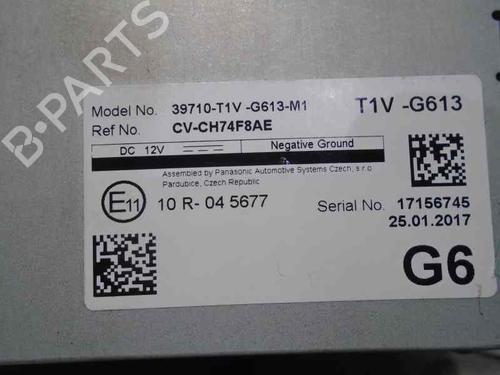 B-PARTS
Model No. 39710-T1V -G613-M1 T1V -G613
Ref No. CV-CH74F8AE
DC 12V Negative Ground
Assembled by Panasonic Automotive Systems Czech, s.r.o
Pardubice, Czech Republic
E11 10 R- 04 5677
Serial No. 17156745
25.01.2017
G6